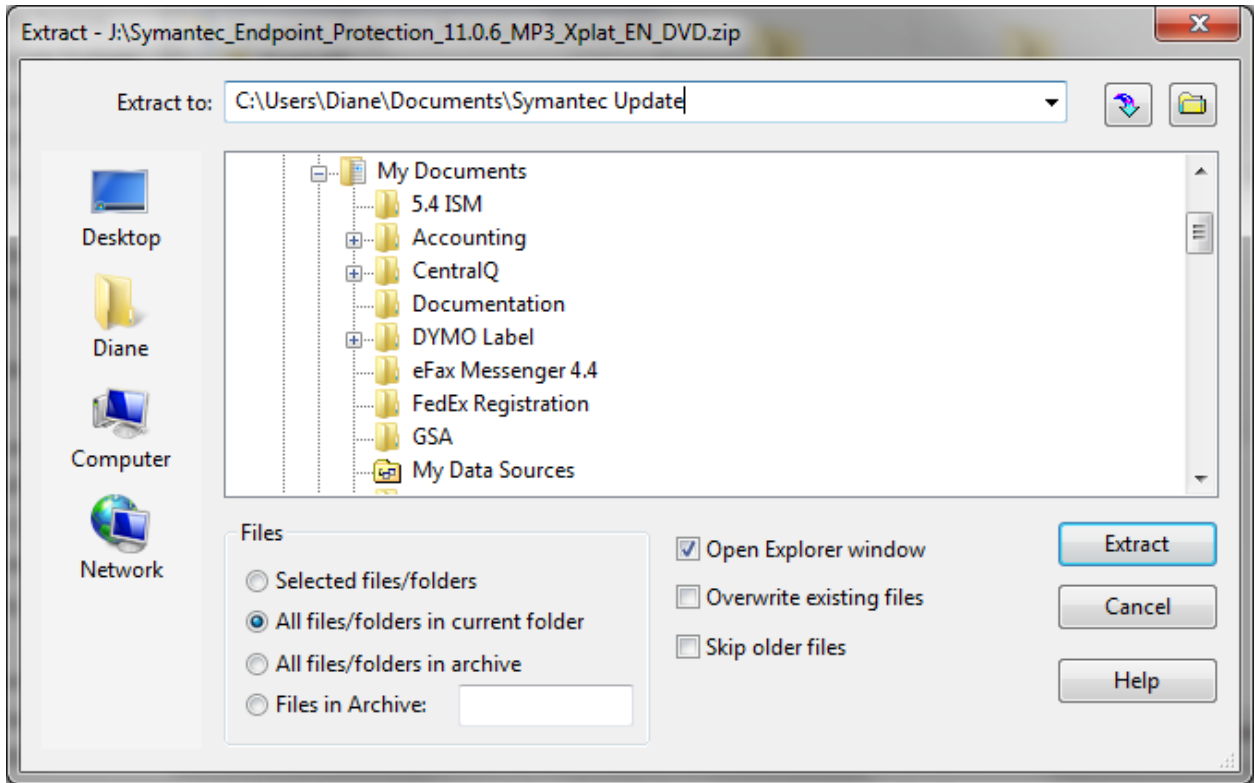 Extract - J:\Symantec_Endpoint_Protection_11.0.6_MP3_Xplat_EN_DVD.zip
Extract to: C:\Users\Diane\Documents\Symantec Update
Desktop
Diane
Computer
Network
My Documents
5.4 ISM
Accounting
CentralQ
Documentation
DYMO Label
eFax Messenger 4.4
FedEx Registration
GSA
My Data Sources
Files
Selected files/folders
All files/folders in current folder
All files/folders in archive
Files in Archive:
Open Explorer window
Overwrite existing files
Skip older files
Extract
Cancel
Help